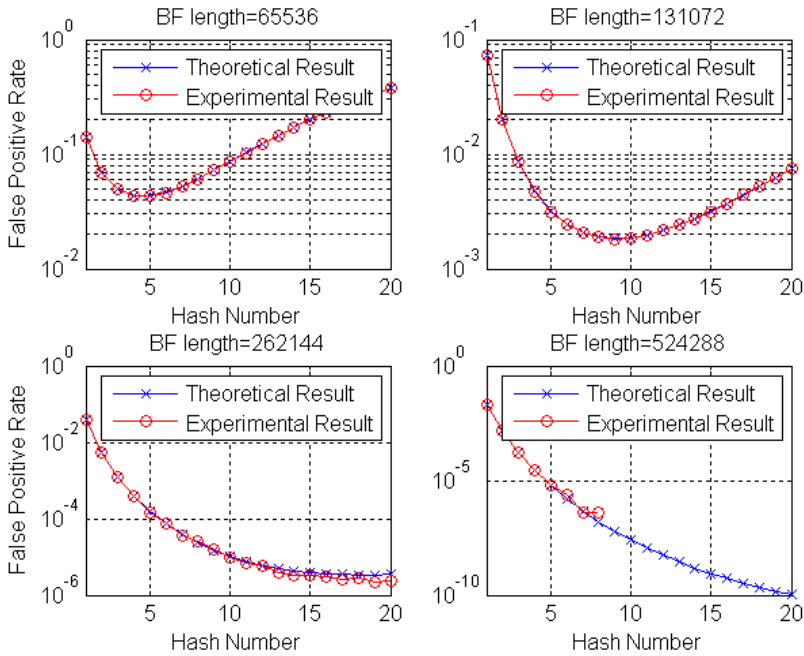 BF length=65536
10^0
10^-1
10^-2
False Positive Rate
Theoretical Result
Experimental Result
5 10 15 20
Hash Number
BF length=131072
10^-1
10^-2
10^-3
Theoretical Result
Experimental Result
5 10 15 20
Hash Number
BF length=262144
10^0
10^-2
10^-4
10^-6
False Positive Rate
Theoretical Result
Experimental Result
5 10 15 20
Hash Number
BF length=524288
10^0
10^-5
10^-10
Theoretical Result
Experimental Result
5 10 15 20
Hash Number